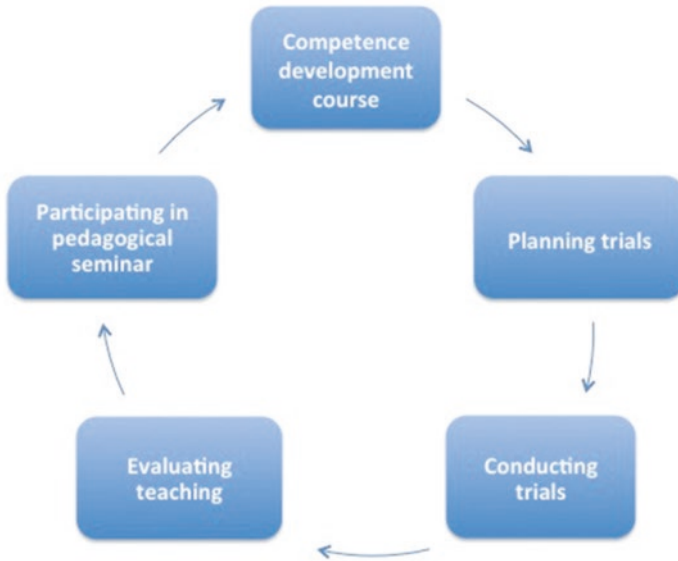 Competence
development
course
Planning trials
Conducting
trials
Evaluating
teaching
Participating in
pedagogical
seminar